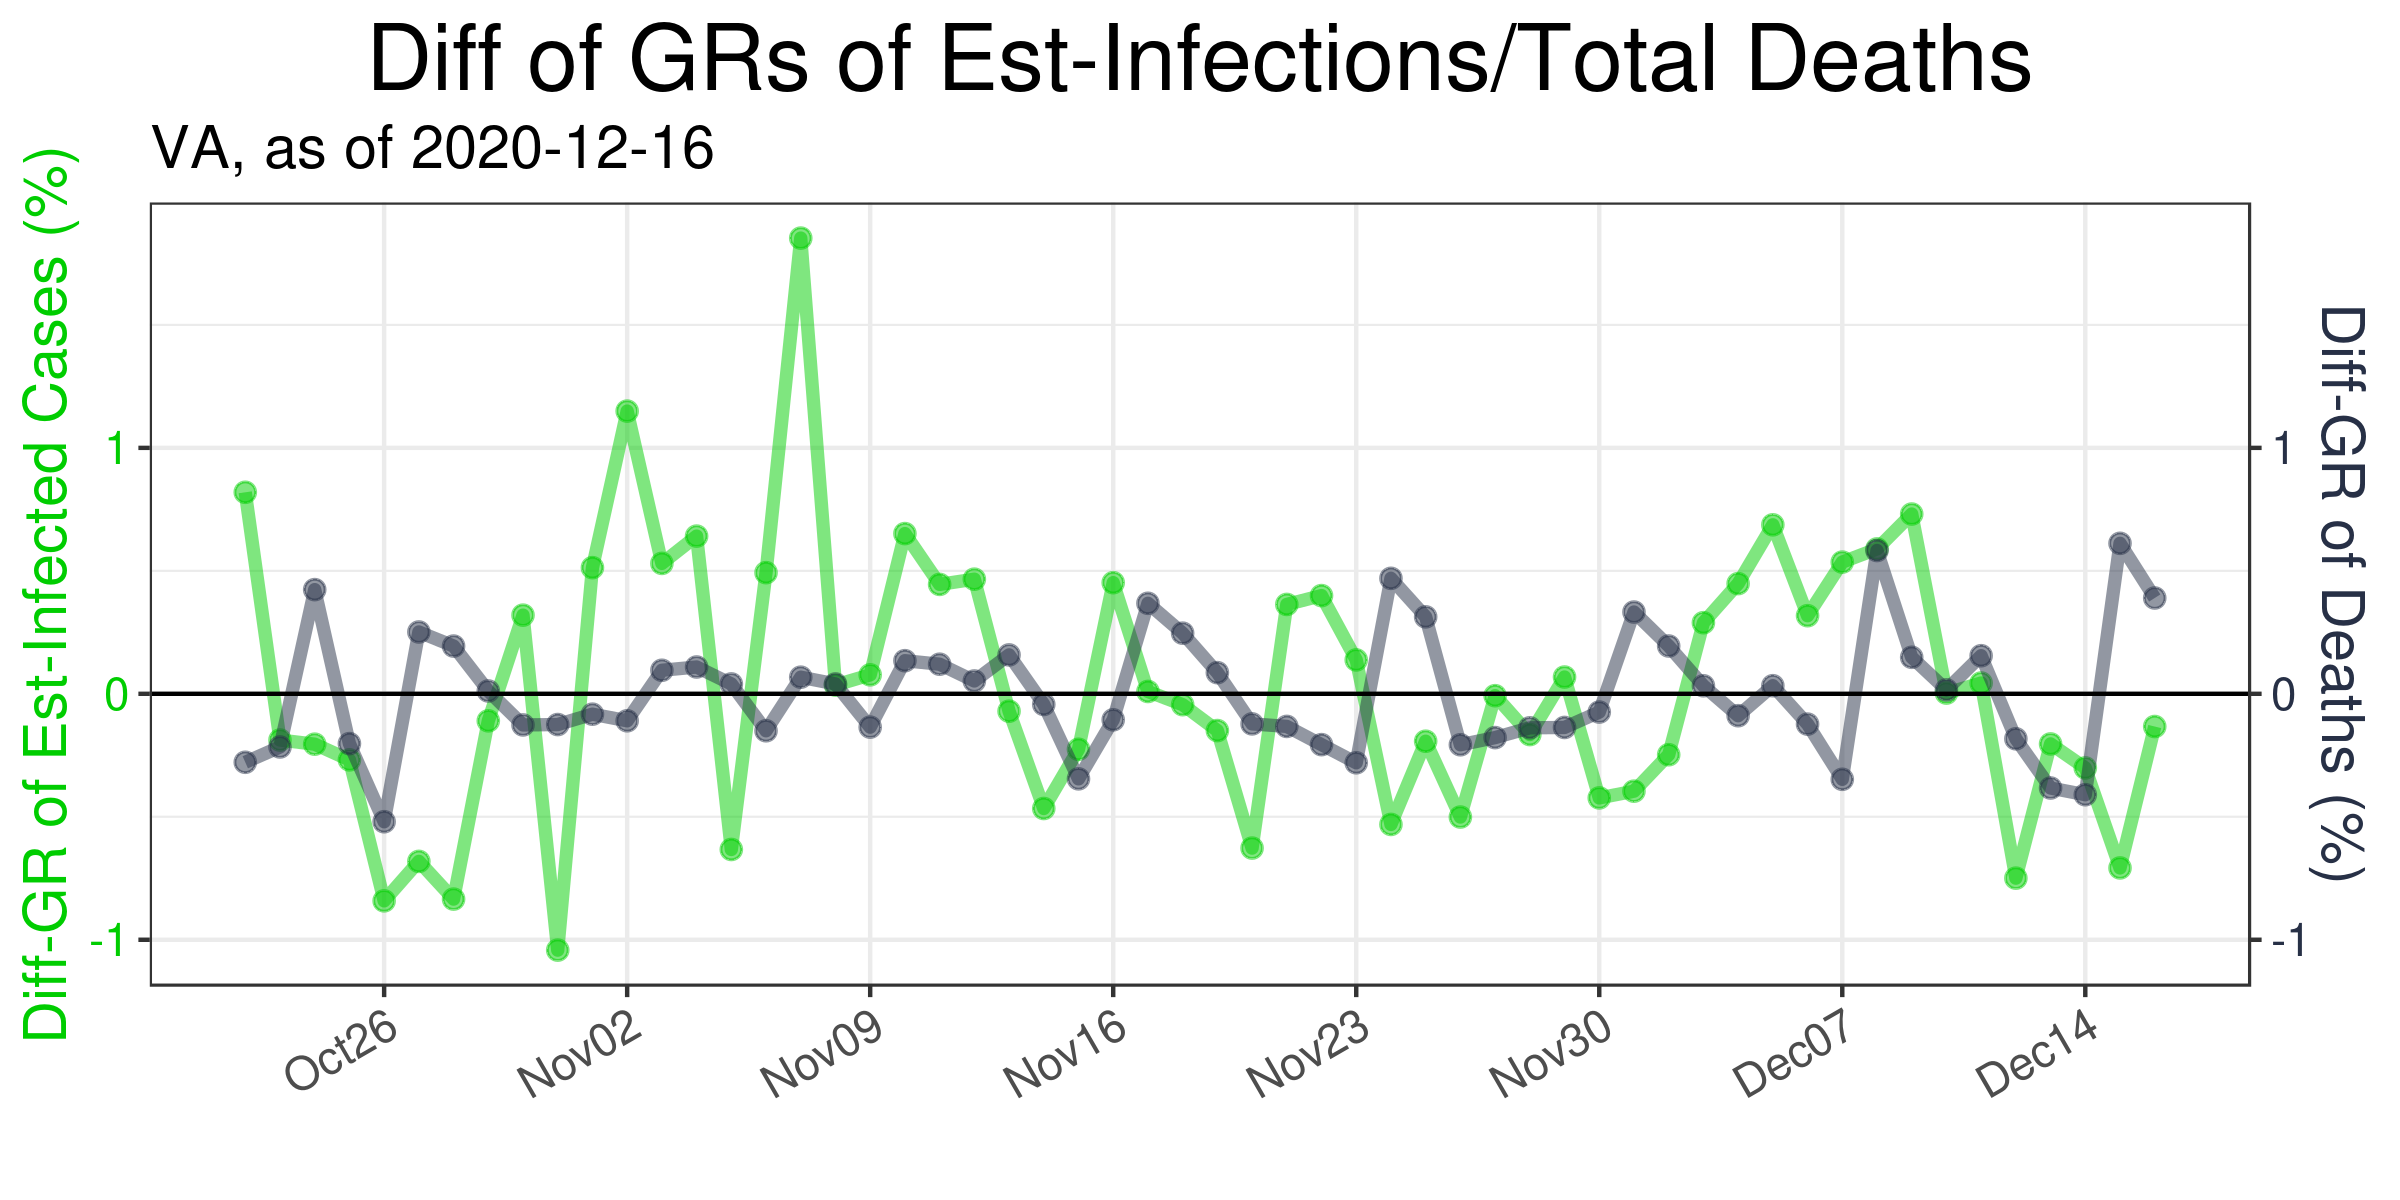 Diff of GRs of Est-Infections/Total Deaths
VA, as of 2020-12-16
Diff-GR of Est-Infected Cases (%)
1
0
-1
1
0
-1
Diff-GR of Deaths (%)
Oct26
Nov02
Nov09
Nov16
Nov23
Nov30
Dec07
Dec14